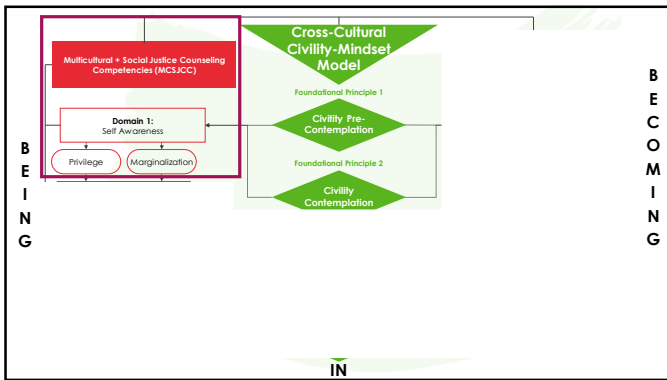 Cross-Cultural
Civility-Mindset
Model
Multicultural + Social Justice Counseling
Competencies (MCSJCC)
Foundational Principle 1
Domain 1:
Self Awareness
Civility Pre-
Contemplation
Privilege
Marginalization
Foundational Principle 2
Civility
Contemplation
B
E
I
N
G
B
E
C
O
M
I
N
G
IN